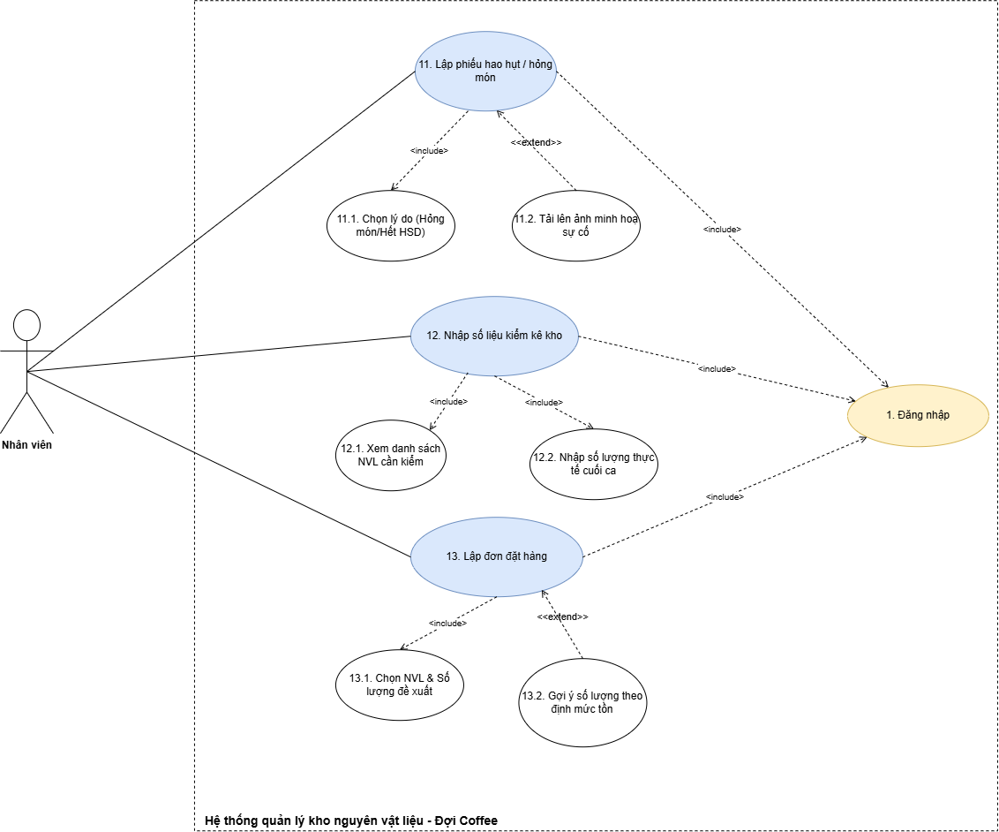 11. Lập phiếu hao hụt / hỏng
món
<include>
<<extend>>
11.1. Chọn lý do (Hỏng
món/Hết HSD)
11.2. Tải lên ảnh minh hoạ
sự cố
<include>
12. Nhập số liệu kiểm kê kho
<include>
<include>
<include>
12.1. Xem danh sách
NVL cần kiểm
12.2. Nhập số lượng thực
tế cuối ca
1. Đăng nhập
Nhân viên
<include>
13. Lập đơn đặt hàng
<include>
<<extend>>
13.1. Chọn NVL & Số
lượng đề xuất
13.2. Gợi ý số lượng theo
định mức tồn
Hệ thống quản lý kho nguyên vật liệu - Đợi Coffee